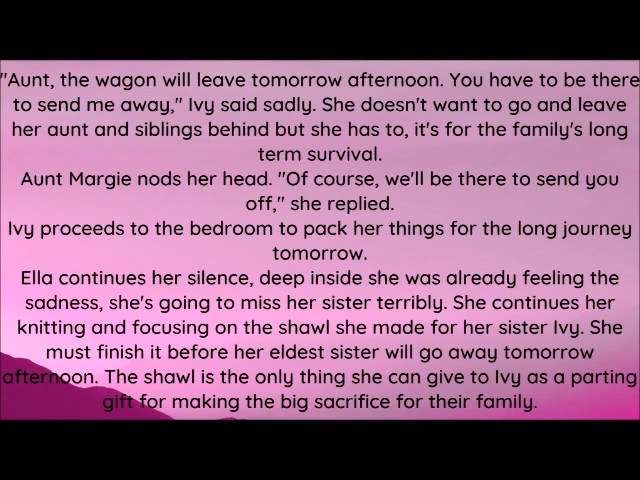 "Aunt, the wagon will leave tomorrow afternoon. You have to be there
to send me away," Ivy said sadly. She doesn't want to go and leave
her aunt and siblings behind but she has to, it's for the family's long
term survival.
Aunt Margie nods her head. "Of course, we'll be there to send you
off," she replied.
Ivy proceeds to the bedroom to pack her things for the long journey
tomorrow.
Ella continues her silence, deep inside she was already feeling the
sadness, she's going to miss her sister terribly. She continues her
knitting and focusing on the shawl she made for her sister Ivy. She
must finish it before her eldest sister will go away tomorrow
afternoon. The shawl is the only thing she can give to Ivy as a parting
gift for making the big sacrifice for their family.